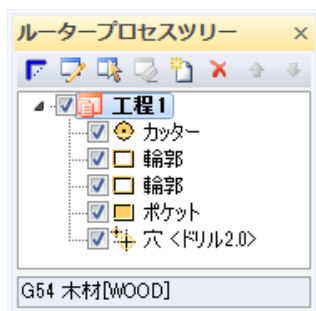 ルータープロセスツリー
工程1
カッター
輪郭
輪郭
ポケット
穴 <ドリル2.0>
G54 木材[WOOD]